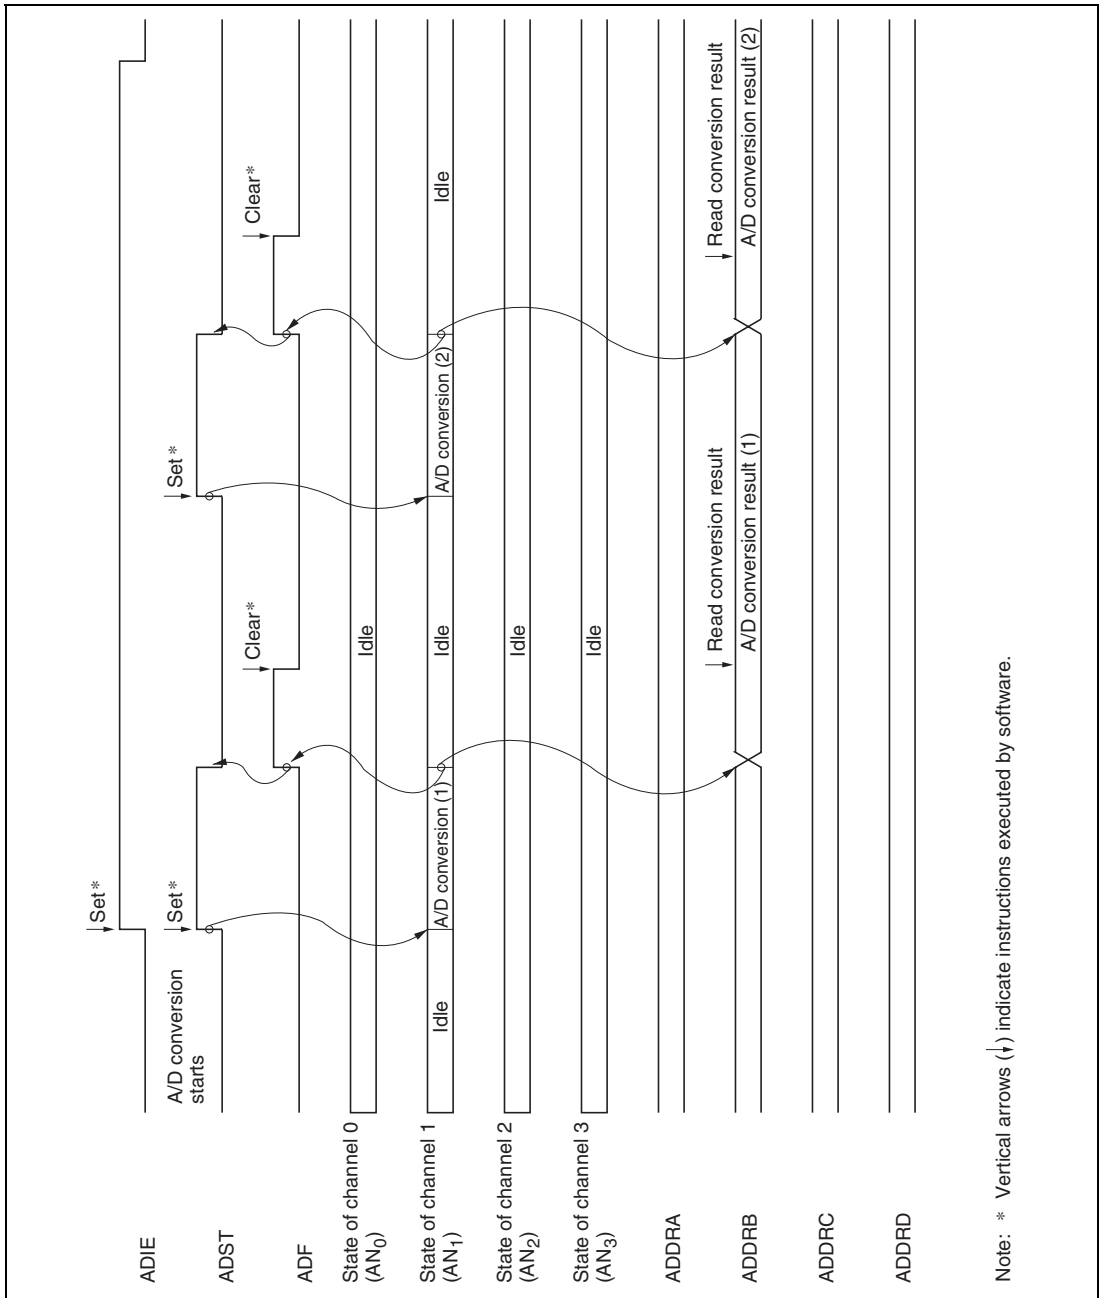 ADIE
Set*
ADST
A/D conversion
starts
Set*
Set*
ADF
Clear*
Clear*
State of channel 0
(AN0)
Idle
State of channel 1
(AN1)
Idle
A/D conversion (1)
Idle
A/D conversion (2)
Idle
State of channel 2
(AN2)
Idle
State of channel 3
(AN3)
Idle
ADDRA
ADDRB
Read conversion result
A/D conversion result (1)
Read conversion result
A/D conversion result (2)
ADDRC
ADDRD
Note: * Vertical arrows (↓) indicate instructions executed by software.